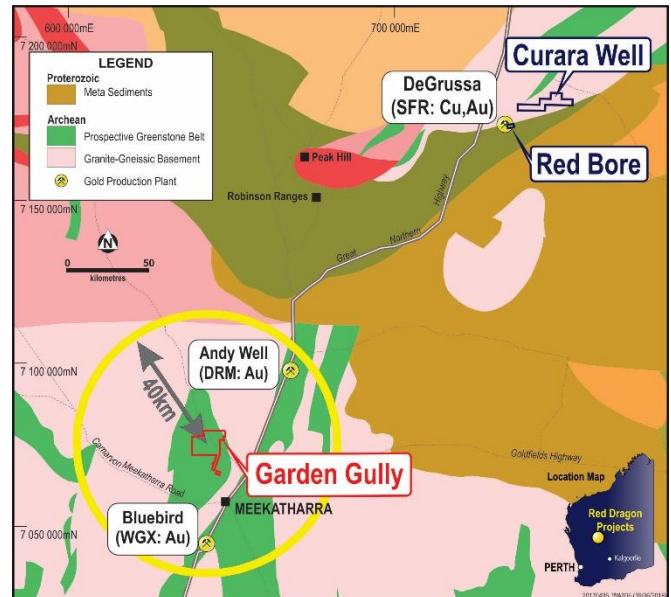 600 000mE
700 000mE
7 200 000mN
LEGEND
Proterozoic
Meta Sediments
Archean
Prospective Greenstone Belt
Granite-Gneissic Basement
Gold Production Plant
Curara Well
DeGrussa
(SFR: Cu,Au)
Red Bore
Peak Hill
Robinson Ranges
7 150 000mN
Great
Northern
Highway
N
0
50
kilometres
7 100 000mN
Andy Well
(DRM: Au)
40km
Carnarvon Meekatharra Road
Garden Gully
Goldfields Highway
MEEKATHARRA
Location Map
Red Dragon
Projects
Kalgoorlie
PERTH
7 050 000mN
Bluebird
(WGX: Au)